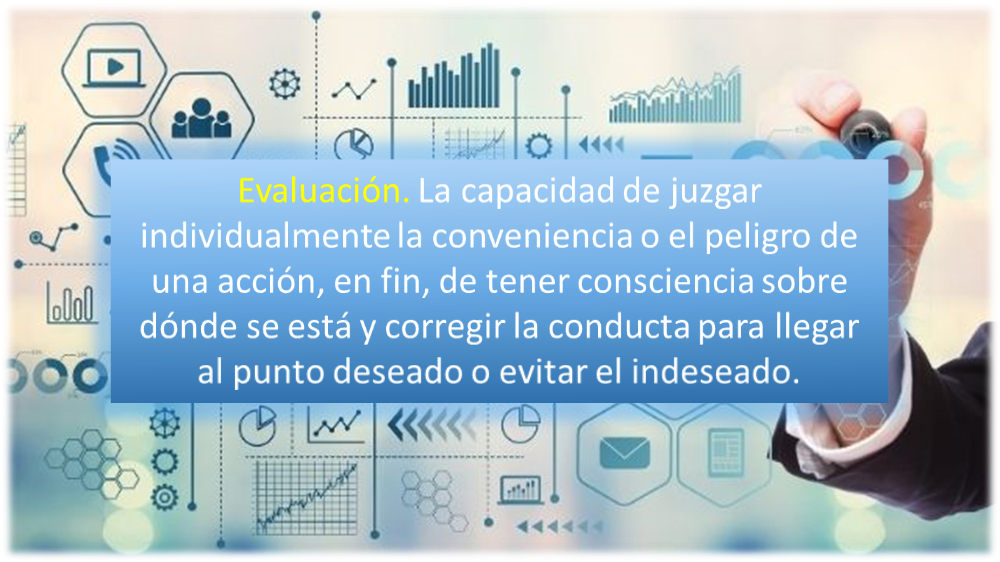 Evaluación. La capacidad de juzgar
individualmente la conveniencia o el peligro de
una acción, en fin, de tener consciencia sobre
dónde se está y corregir la conducta para llegar
al punto deseado o evitar el indeseado.